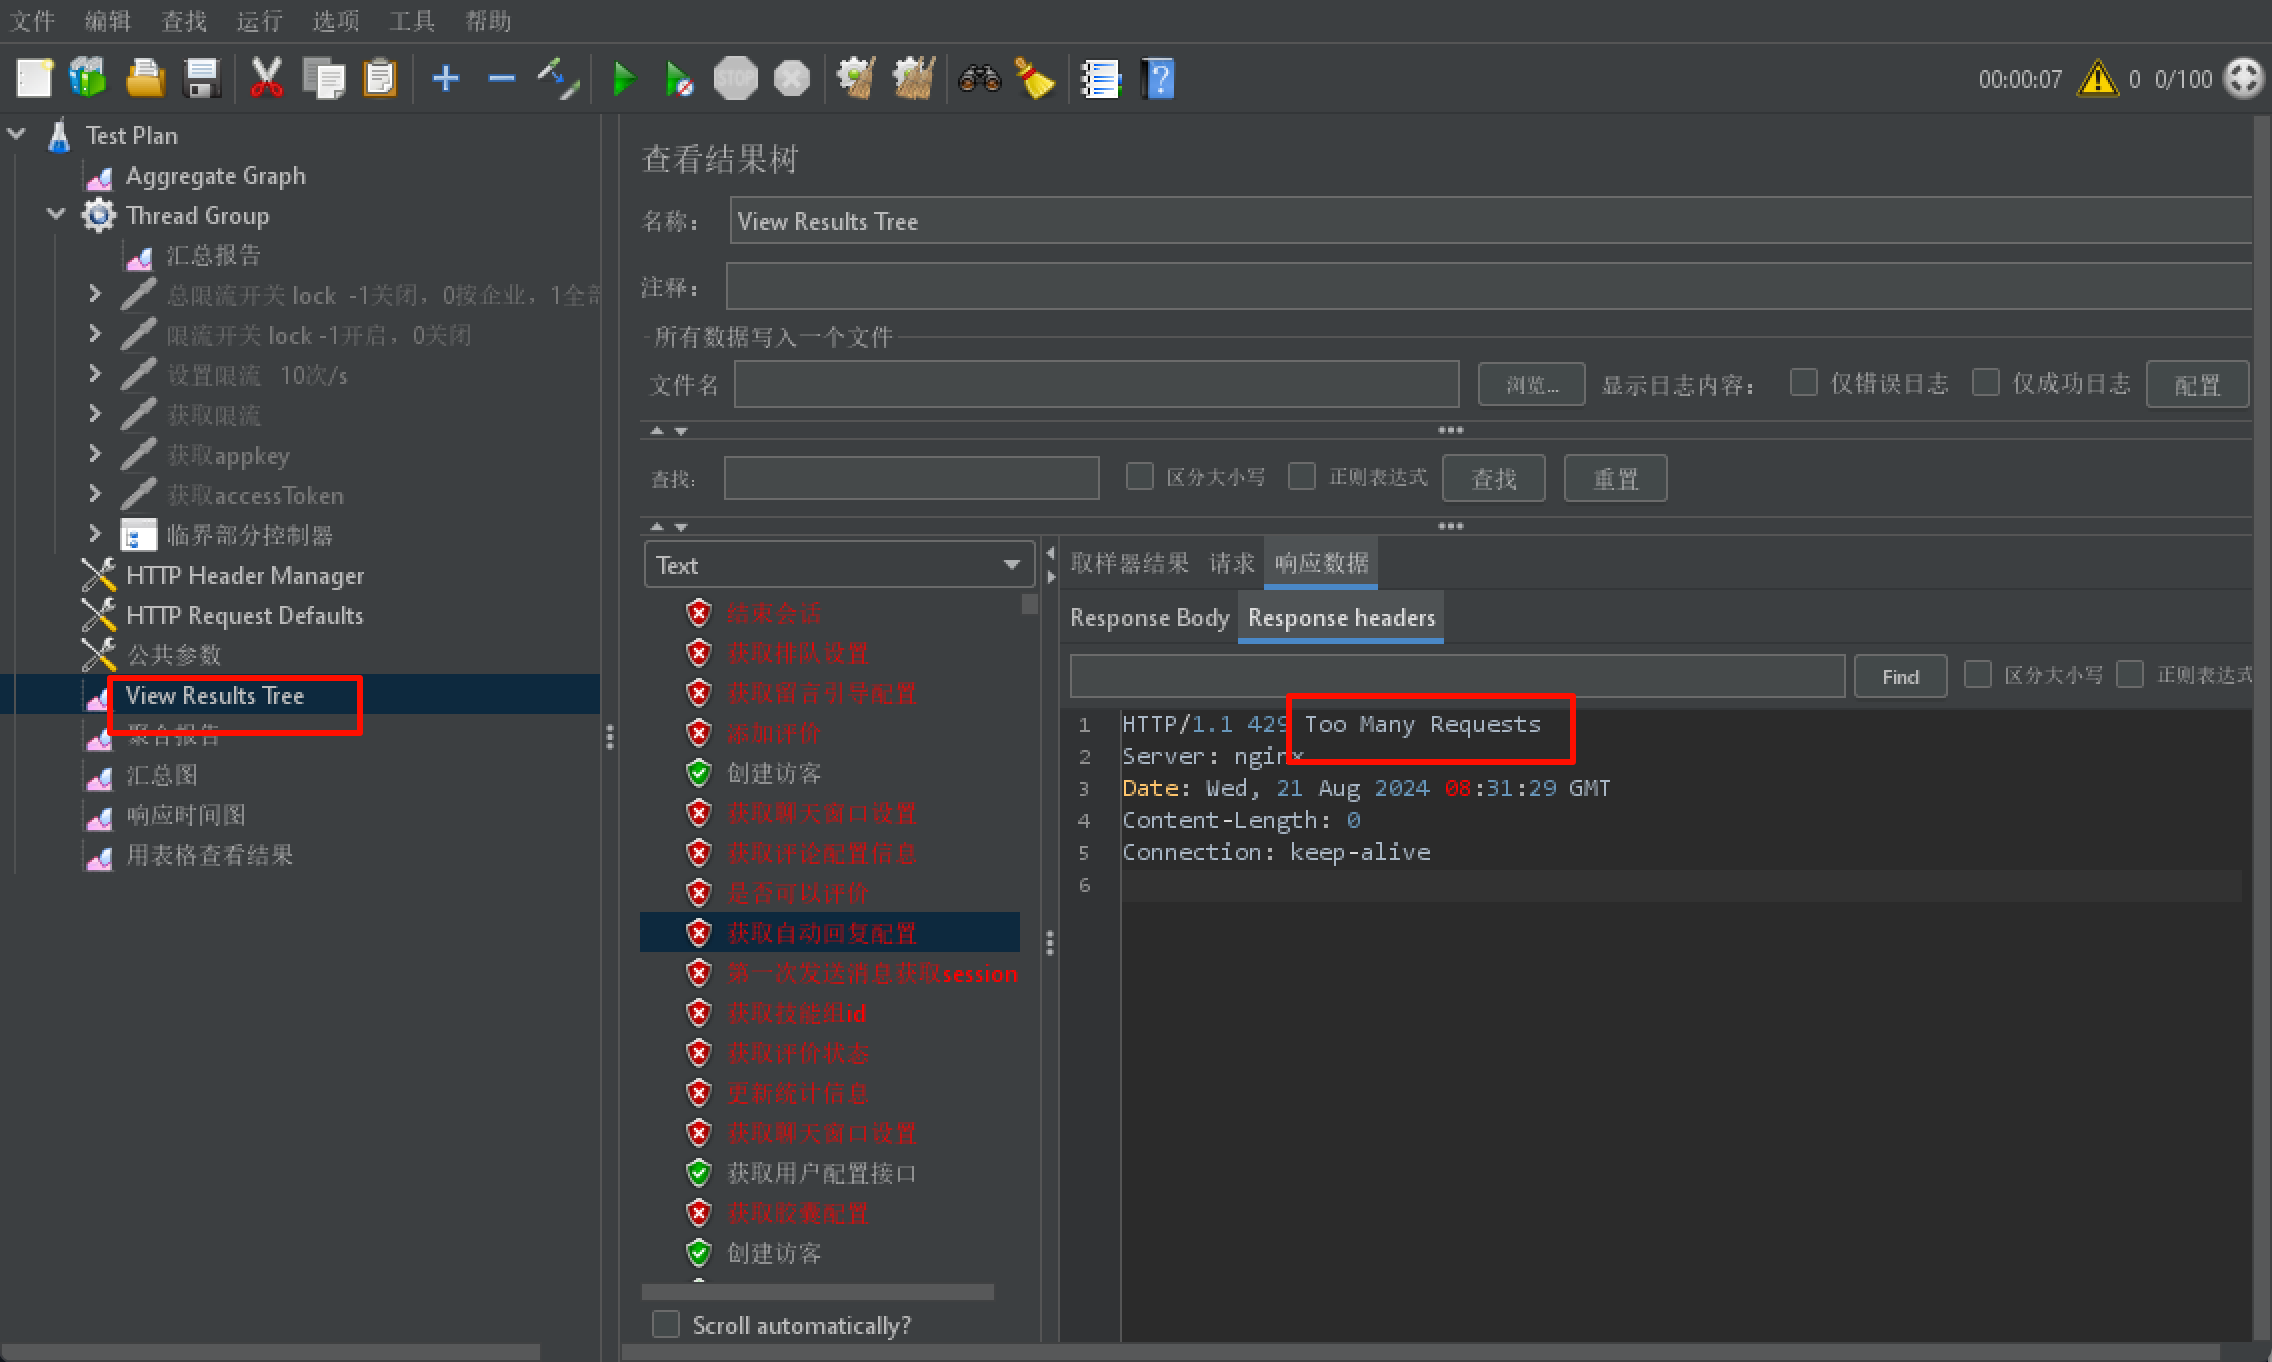 文件 编辑 查找 运行 选项 工具 帮助
STOP
00:00:07 0 0/100
Test Plan
Aggregate Graph
Thread Group
汇总报告
总限流开关 lock -1关闭，0按企业，1全部
限流开关 lock -1开启，0关闭
设置限流 10次/s
获取限流
获取appkey
获取accessToken
临界部分控制器
HTTP Header Manager
HTTP Request Defaults
公共参数
View Results Tree
聚合报告
汇总图
响应时间图
用表格查看结果
查看结果树
名称： View Results Tree
注释：
所有数据写入一个文件
文件名 浏览... 显示日志内容： 仅错误日志 仅成功日志 配置
查找: 区分大小写 正则表达式 查找 重置
Text
结束会话
获取排队设置
获取留言引导配置
添加评价
创建访客
获取聊天窗口设置
获取评论配置信息
是否可以评价
获取自动回复配置
第一次发送消息获取session
获取技能组id
获取评价状态
更新统计信息
获取聊天窗口设置
获取用户配置接口
获取胶囊配置
创建访客
Scroll automatically?
取样器结果 请求 响应数据
Response Body Response headers
Find 区分大小写 正则表达式
1 HTTP/1.1 429 Too Many Requests
2 Server: nginx
3 Date: Wed, 21 Aug 2024 08:31:29 GMT
4 Content-Length: 0
5 Connection: keep-alive
6